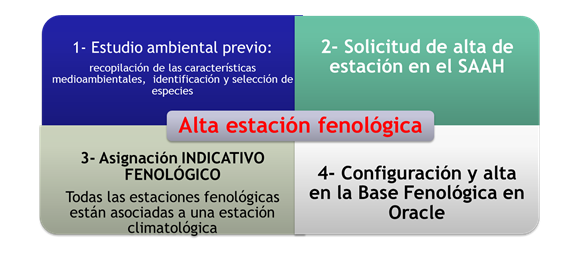 1- Estudio ambiental previo:
recopilación de las características
medioambientales, identificación y selección de
especies
2- Solicitud de alta de
estación en el SAAH
Alta estación fenológica
3- Asignación INDICATIVO
FENOLÓGICO
Todas las estaciones fenológicas
están asociadas a una estación
climatológica
4- Configuración y alta
en la Base Fenológica en
Oracle